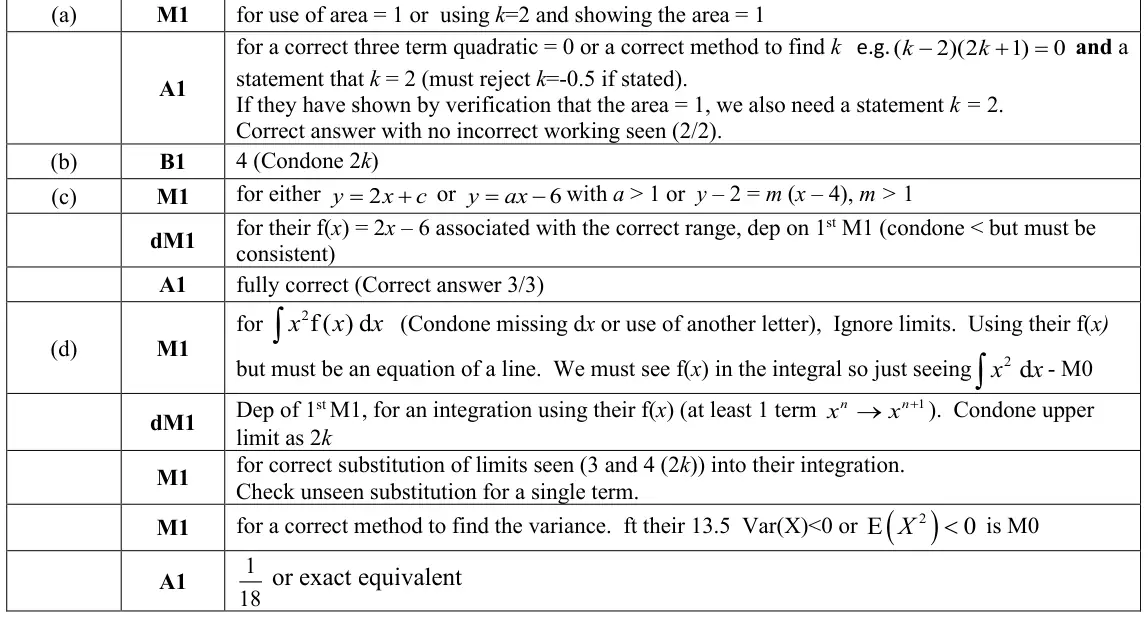 (a) M1 for use of area = 1 or using k=2 and showing the area = 1
A1 for a correct three term quadratic = 0 or a correct method to find k e.g. (k − 2)(2k + 1) = 0 and a
statement that k = 2 (must reject k=-0.5 if stated).
If they have shown by verification that the area = 1, we also need a statement k = 2.
Correct answer with no incorrect working seen (2/2).
(b) B1 4 (Condone 2k)
(c) M1 for either y = 2x + c or y = ax − 6 with a > 1 or y – 2 = m (x – 4), m > 1
dM1 for their f(x) = 2x – 6 associated with the correct range, dep on 1st M1 (condone < but must be
consistent)
A1 fully correct (Correct answer 3/3)
(d) M1 for ∫x²f(x) dx (Condone missing dx or use of another letter), Ignore limits. Using their f(x)
but must be an equation of a line. We must see f(x) in the integral so just seeing ∫x² dx - M0
dM1 Dep of 1st M1, for an integration using their f(x) (at least 1 term xⁿ → xⁿ⁺¹). Condone upper
limit as 2k
M1 for correct substitution of limits seen (3 and 4 (2k)) into their integration.
Check unseen substitution for a single term.
M1 for a correct method to find the variance. ft their 13.5 Var(X)<0 or E(X²) < 0 is M0
A1 1/18 or exact equivalent